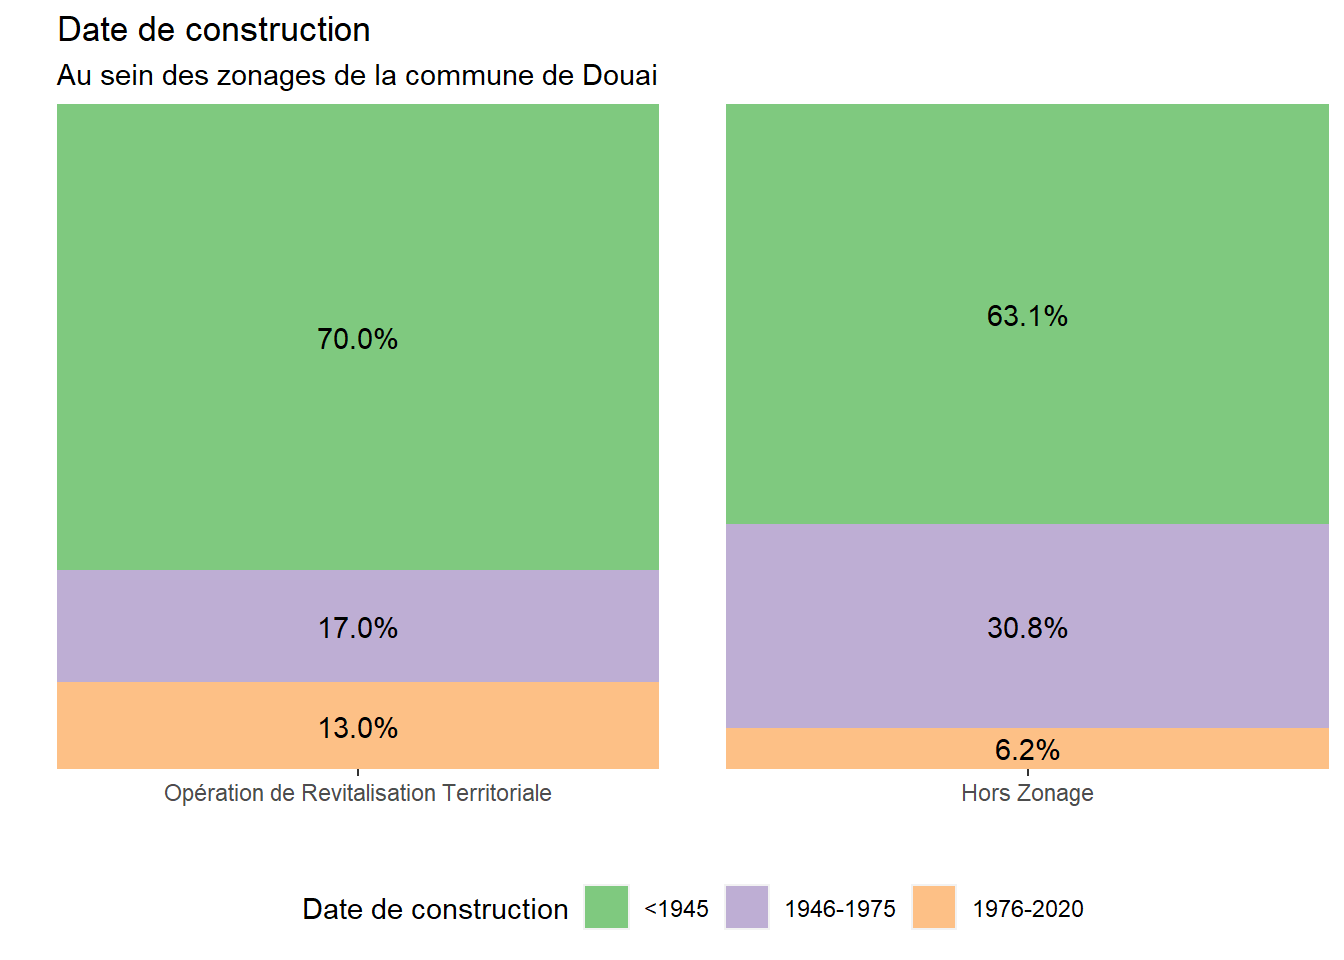 Date de construction
Au sein des zonages de la commune de Douai
70.0%
63.1%
17.0%
30.8%
13.0%
6.2%
Opération de Revitalisation Territoriale
Hors Zonage
Date de construction <1945 1946-1975 1976-2020